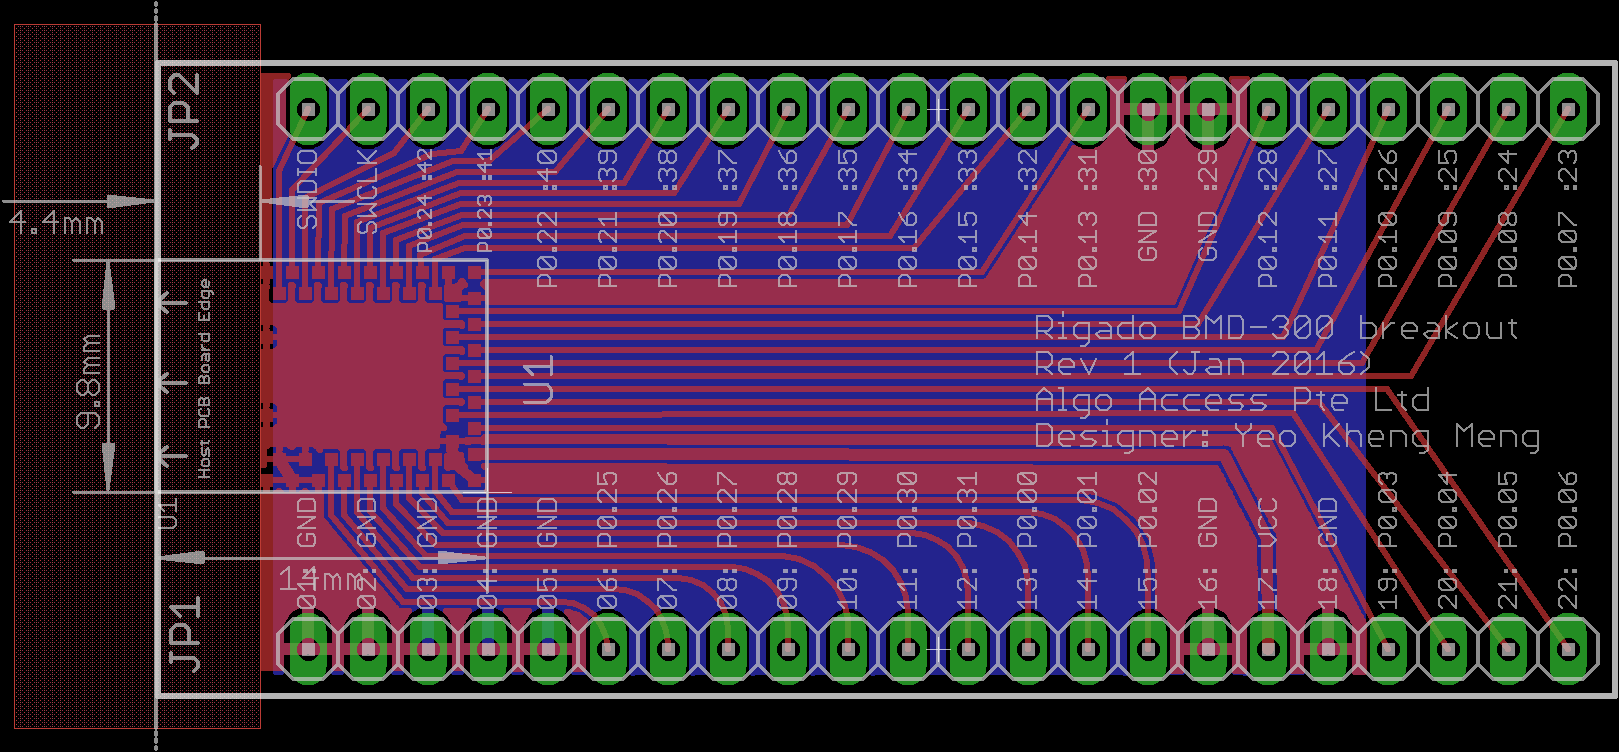 JP2
SWDIO
SWCLK
P0.24 :42
P0.23 :41
P0.22 :40
P0.21 :39
P0.20 :38
P0.19 :37
P0.18 :36
P0.17 :35
P0.16 :34
P0.15 :33
P0.14 :32
P0.13 :31
GND :30
GND :29
P0.12 :28
P0.11 :27
P0.10 :26
P0.09 :25
P0.08 :24
P0.07 :23
4.4mm
9.8mm
Host PCB Board Edge
U1
Rigado BMD-300 breakout
Rev 1 (Jan 2016)
Algo Access Pte Ltd
Designer: Yeo Kheng Meng
U1
14mm
JP1
01: GND
02: GND
03: GND
04: GND
05: GND
06: P0.25
07: P0.26
08: P0.27
09: P0.28
10: P0.29
11: P0.30
12: P0.31
13: P0.00
14: P0.01
15: P0.02
16: GND
17: VCC
18: GND
19: P0.03
20: P0.04
21: P0.05
22: P0.06